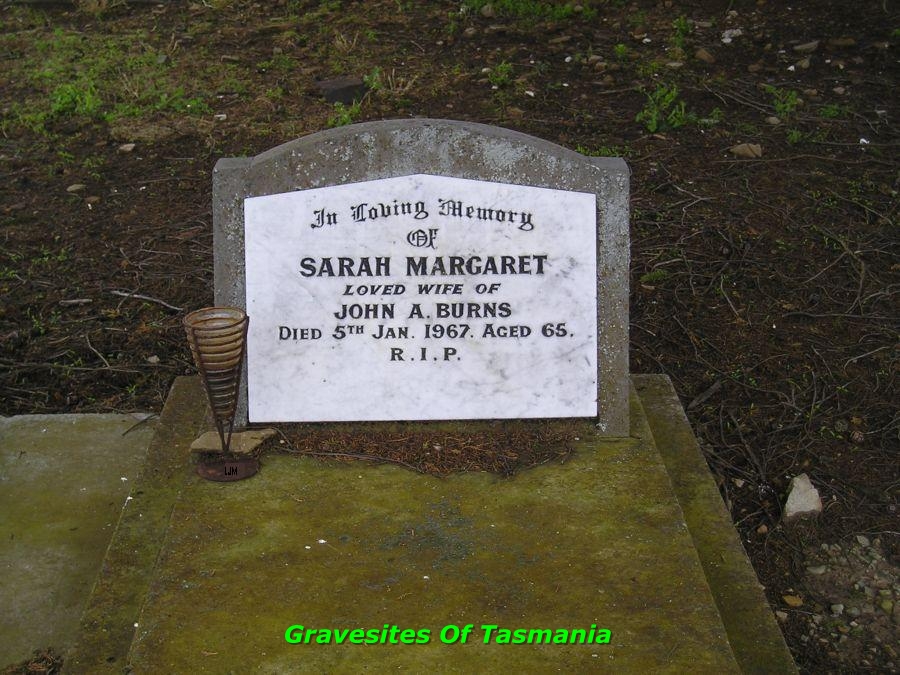 In Loving Memory
OF
SARAH MARGARET
LOVED WIFE OF
JOHN A. BURNS
DIED 5TH JAN. 1967. AGED 65.
R.I.P.
IJM
Gravesites Of Tasmania